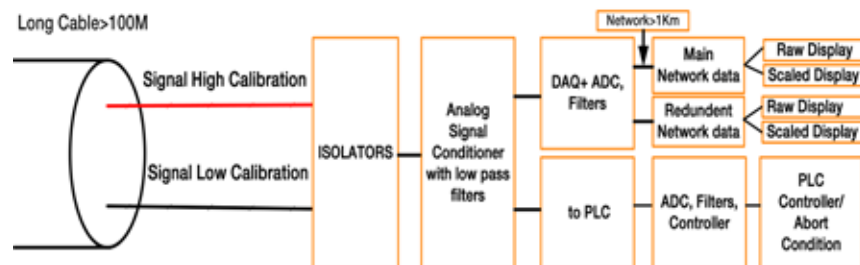 Long Cable>100M
Signal High Calibration
Signal Low Calibration
ISOLATORS
Analog
Signal
Conditioner
with low pass
filters
DAQ+ ADC,
Filters
Network>1Km
Main
Network data
Raw Display
Scaled Display
Redundent
Network data
Raw Display
Scaled Display
to PLC
ADC, Filters,
Controller
PLC
Controller/
Abort
Condition